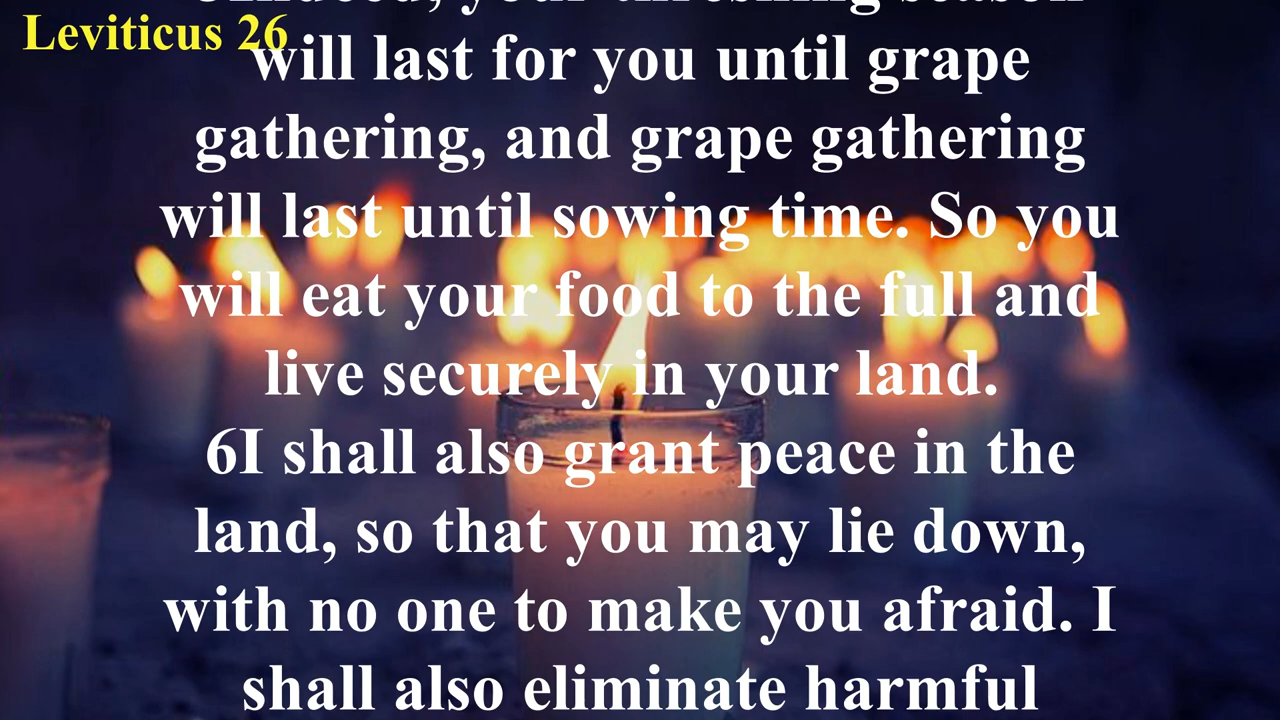 Leviticus 26
will last for you until grape
gathering, and grape gathering
will last until sowing time. So you
will eat your food to the full and
live securely in your land.
6I shall also grant peace in the
land, so that you may lie down,
with no one to make you afraid. I
shall also eliminate harmful